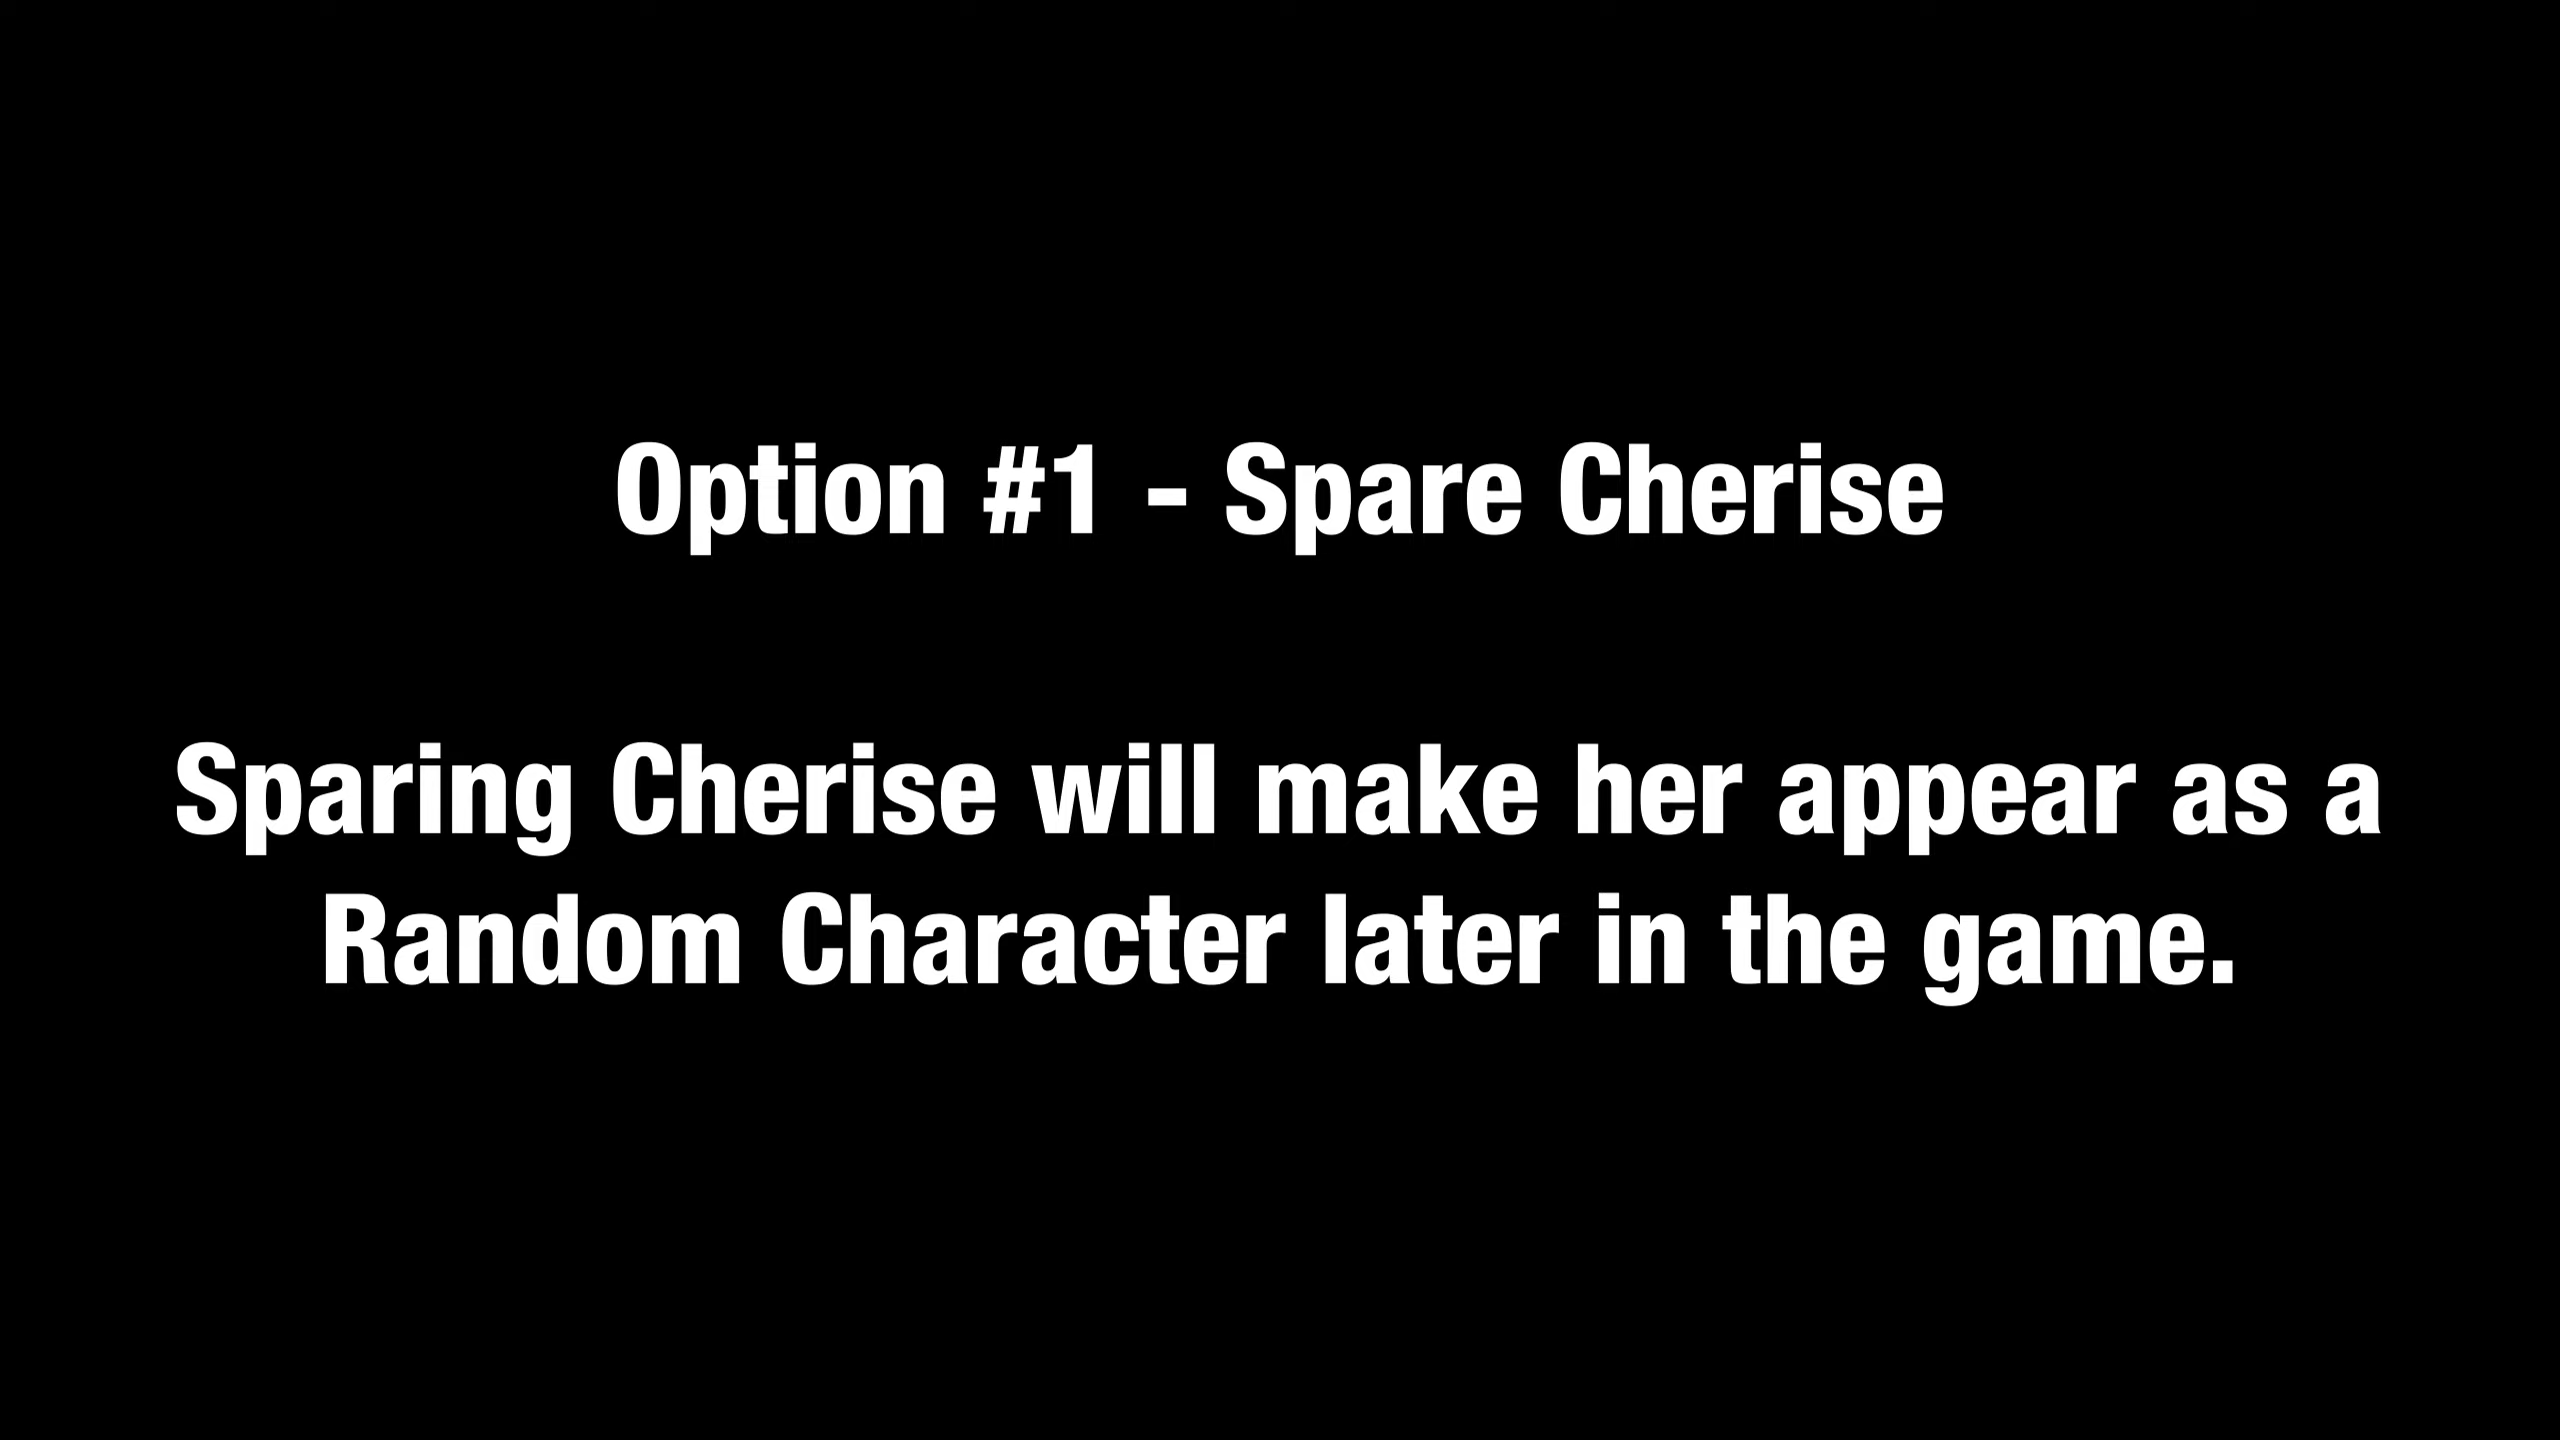 Option #1 - Spare Cherise
Sparing Cherise will make her appear as a
Random Character later in the game.